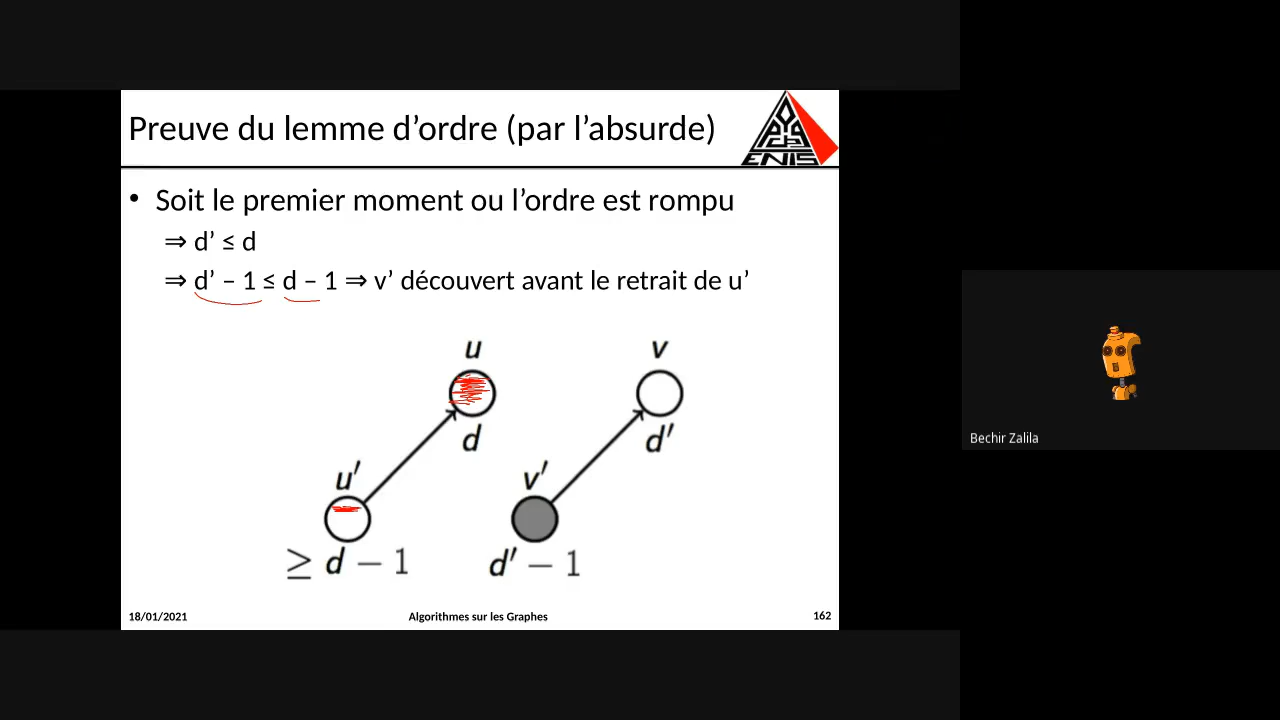 Preuve du lemme d’ordre (par l’absurde)
ENIS
• Soit le premier moment ou l’ordre est rompu
⇒ d’ ≤ d
⇒ d’ – 1 ≤ d – 1 ⇒ v’ découvert avant le retrait de u’
u v
d d′
u′ v′
≥ d − 1 d′ − 1
18/01/2021 Algorithmes sur les Graphes 162
Bechir Zalila